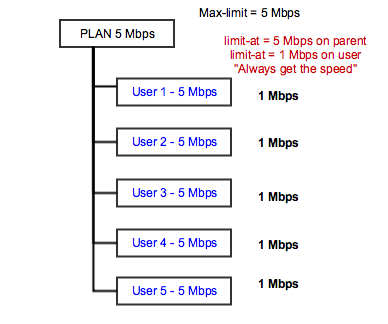 Max-limit = 5 Mbps
PLAN 5 Mbps
limit-at = 5 Mbps on parent
limit-at = 1 Mbps on user
"Always get the speed"
User 1 - 5 Mbps
1 Mbps
User 2 - 5 Mbps
1 Mbps
User 3 - 5 Mbps
1 Mbps
User 4 - 5 Mbps
1 Mbps
User 5 - 5 Mbps
1 Mbps